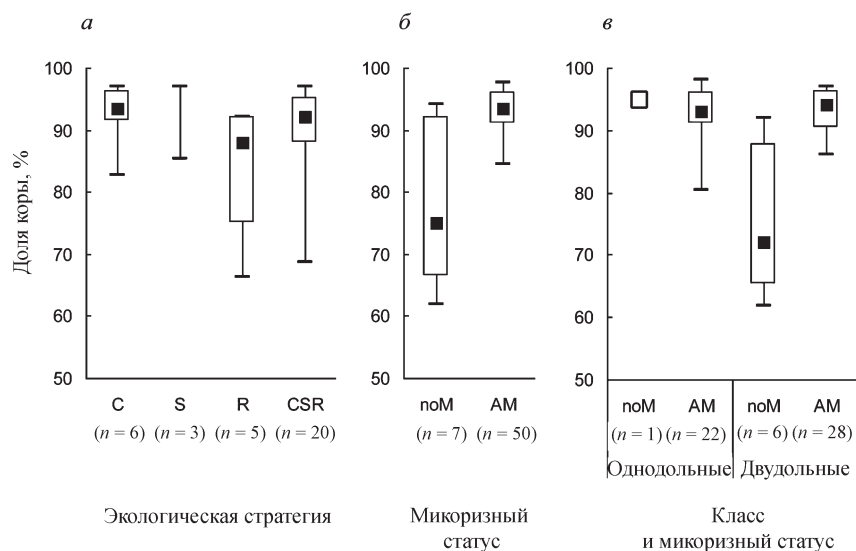 а б в
Доля коры, %
100 100 100
90 90 90
80 80 80
70 70 70
60 60 60
50 50 50
C S R CSR noM AM noM AM noM AM
(n = 6) (n = 3) (n = 5) (n = 20) (n = 7) (n = 50) (n = 1) (n = 22) (n = 6) (n = 28)
Однодольные Двудольные
Экологическая стратегия Микоризный Класс
статус и микоризный статус